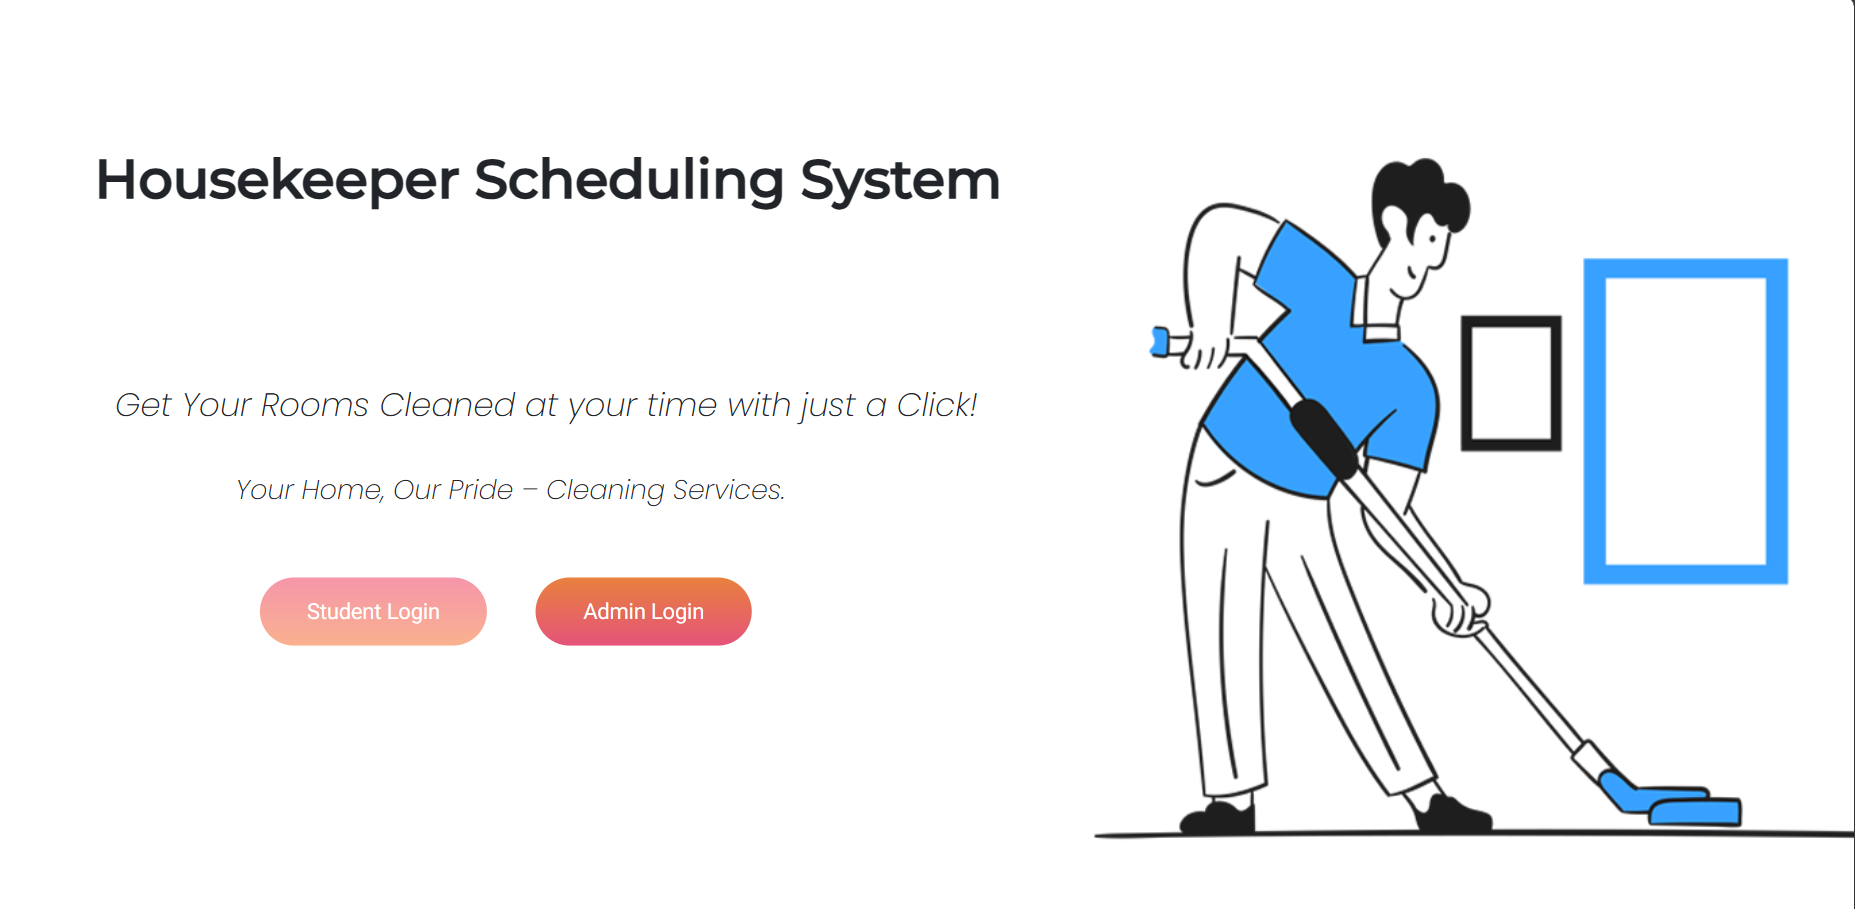 Housekeeper Scheduling System
Get Your Rooms Cleaned at your time with just a Click!
Your Home, Our Pride – Cleaning Services.
Student Login
Admin Login